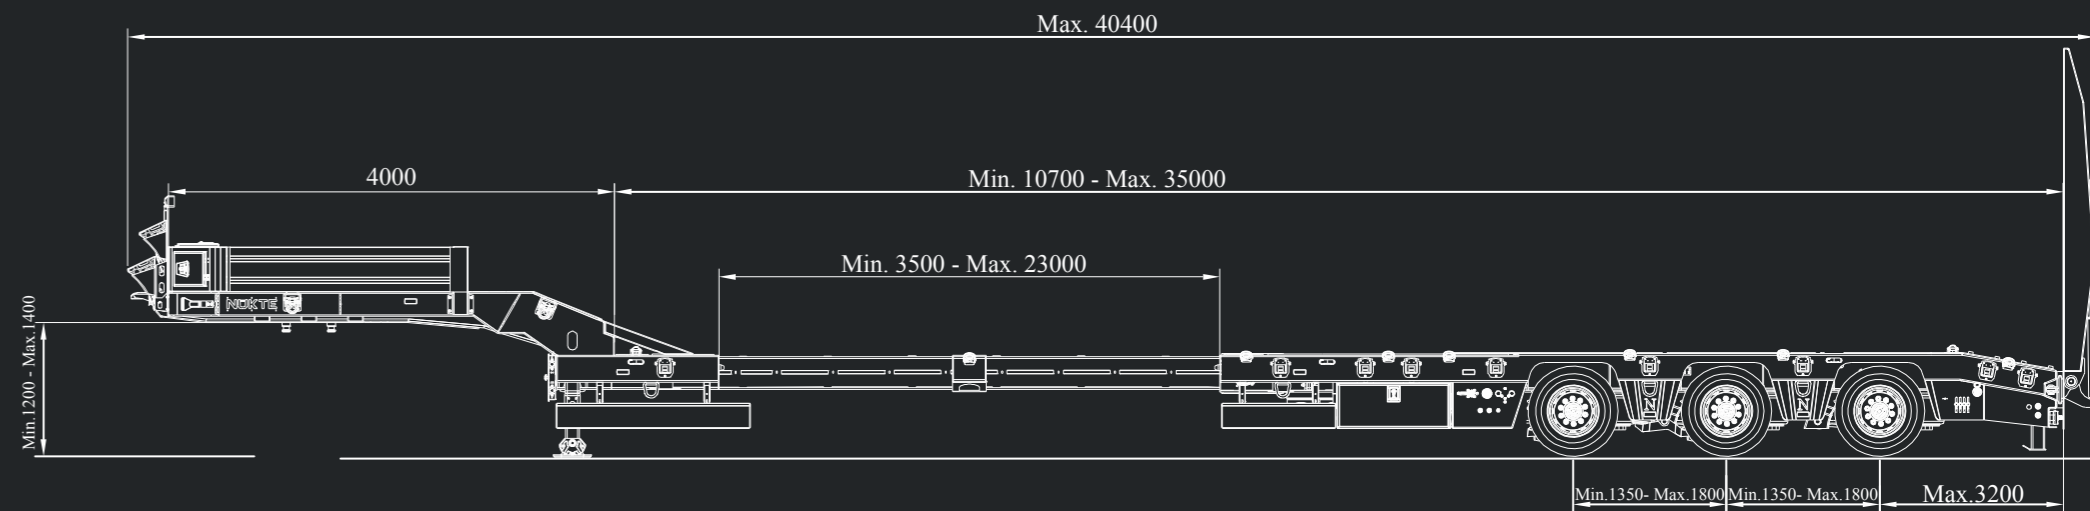 Max. 40400
4000
Min. 10700 - Max. 35000
Min. 3500 - Max. 23000
Min.1200 - Max.1400
NÜKTE
N
N
Min.1350- Max.1800
Min.1350- Max.1800
Max.3200